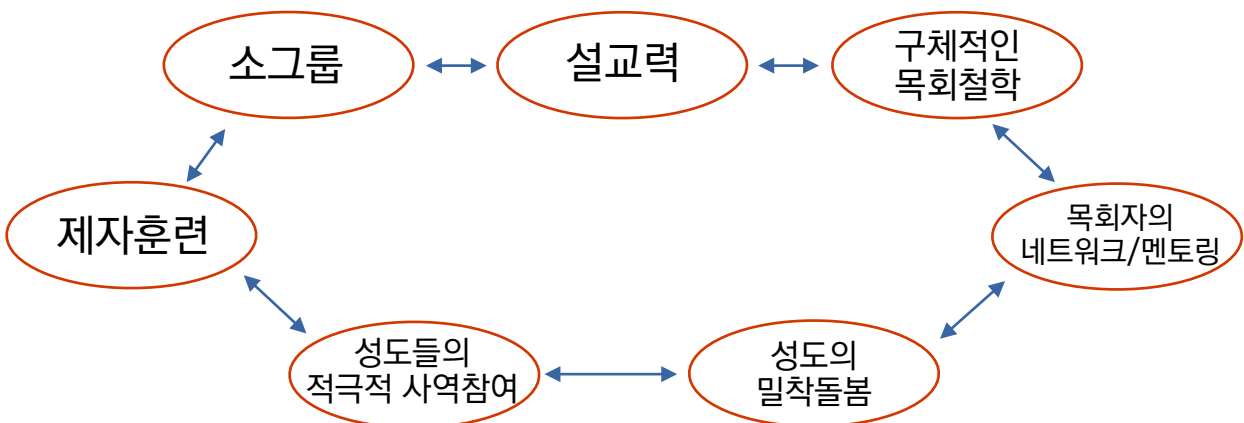 소그룹
설교력
구체적인
목회철학
제자훈련
목회자의
네트워크/멘토링
성도들의
적극적 사역참여
성도의
밀착돌봄